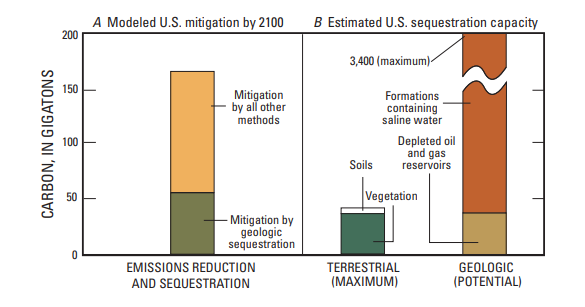 A Modeled U.S. mitigation by 2100
B Estimated U.S. sequestration capacity
CARBON, IN GIGATONS
200
150
100
50
0
Mitigation
by all other
methods
Mitigation by
geologic
sequestration
3,400 (maximum)
Formations
containing
saline water
Depleted oil
and gas
reservoirs
Soils
Vegetation
EMISSIONS REDUCTION
AND SEQUESTRATION
TERRESTRIAL
(MAXIMUM)
GEOLOGIC
(POTENTIAL)